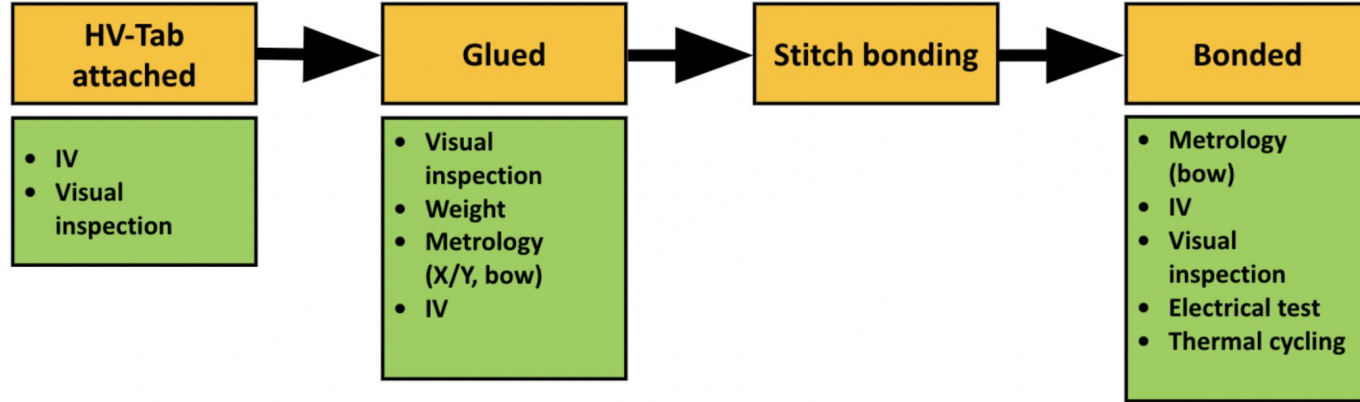 HV-Tab
attached
Glued
Stitch bonding
Bonded
• IV
• Visual
inspection
• Visual
inspection
• Weight
• Metrology
(X/Y, bow)
• IV
• Metrology
(bow)
• IV
• Visual
inspection
• Electrical test
• Thermal cycling